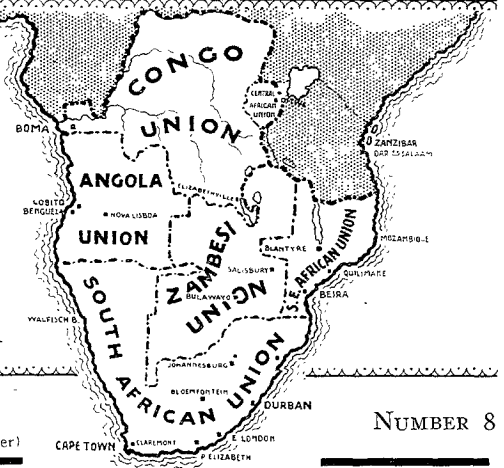 CONGO
UNION
CENTRAL
AFRICAN
UNION
BOMA
ZANZIBAR
DAR ES SALAAM
ANGOLA
UNION
ELIZABETHVILLE
LOBITO
BENGUELA
NOVA LISBOA
ZAMBESI
UNION
BLANTYRE
SALISBURY
BULAWAYO
S.E. AFRICAN UNION
MOZAMBIQUE
QUILIMANE
BEIRA
SOUTH AFRICAN UNION
WALFISCH B.
JOHANNESBURG
BLOEMFONTEIN
DURBAN
E. LONDON
P. ELIZABETH
CAPE TOWN
CLAREMONT
NUMBER 8
er)